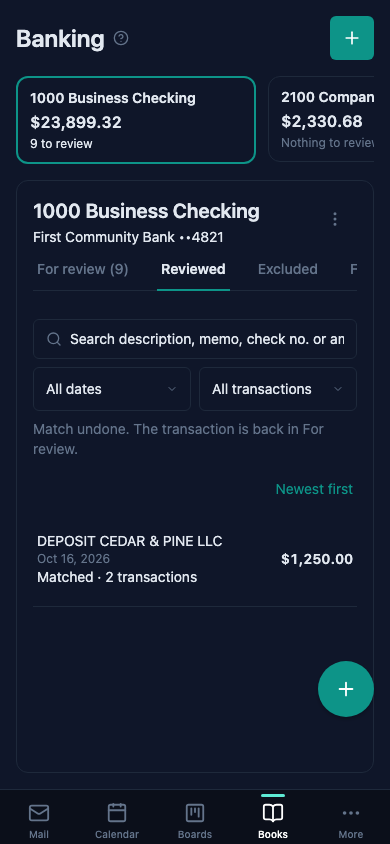 Banking
1000 Business Checking
$23,899.32
9 to review
2100 Compan
$2,330.68
Nothing to review
1000 Business Checking
First Community Bank ••4821
For review (9)
Reviewed
Excluded
F
Search description, memo, check no. or am
All dates
All transactions
Match undone. The transaction is back in For
review.
Newest first
DEPOSIT CEDAR & PINE LLC
Oct 16, 2026
$1,250.00
Matched · 2 transactions
Mail
Calendar
Boards
Books
More